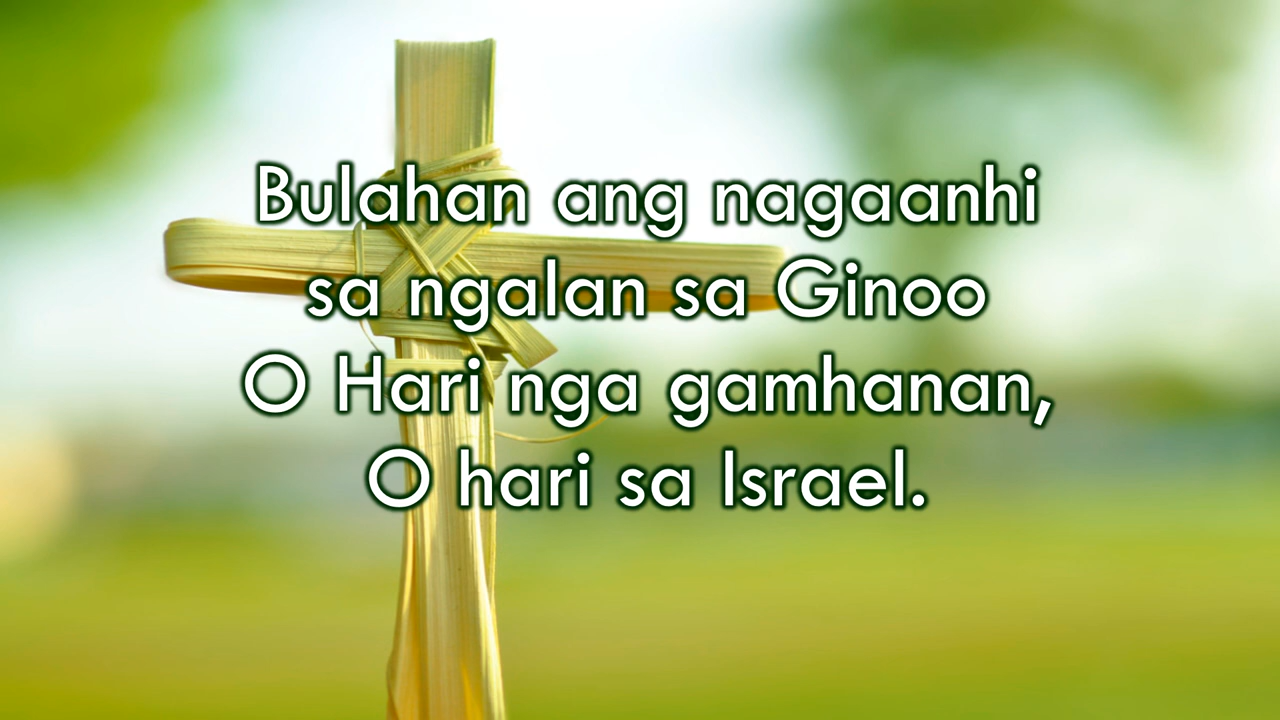 Bulahan ang nagaanhi
sa ngalan sa Ginoo
O Hari nga gamhanan,
O hari sa Israel.